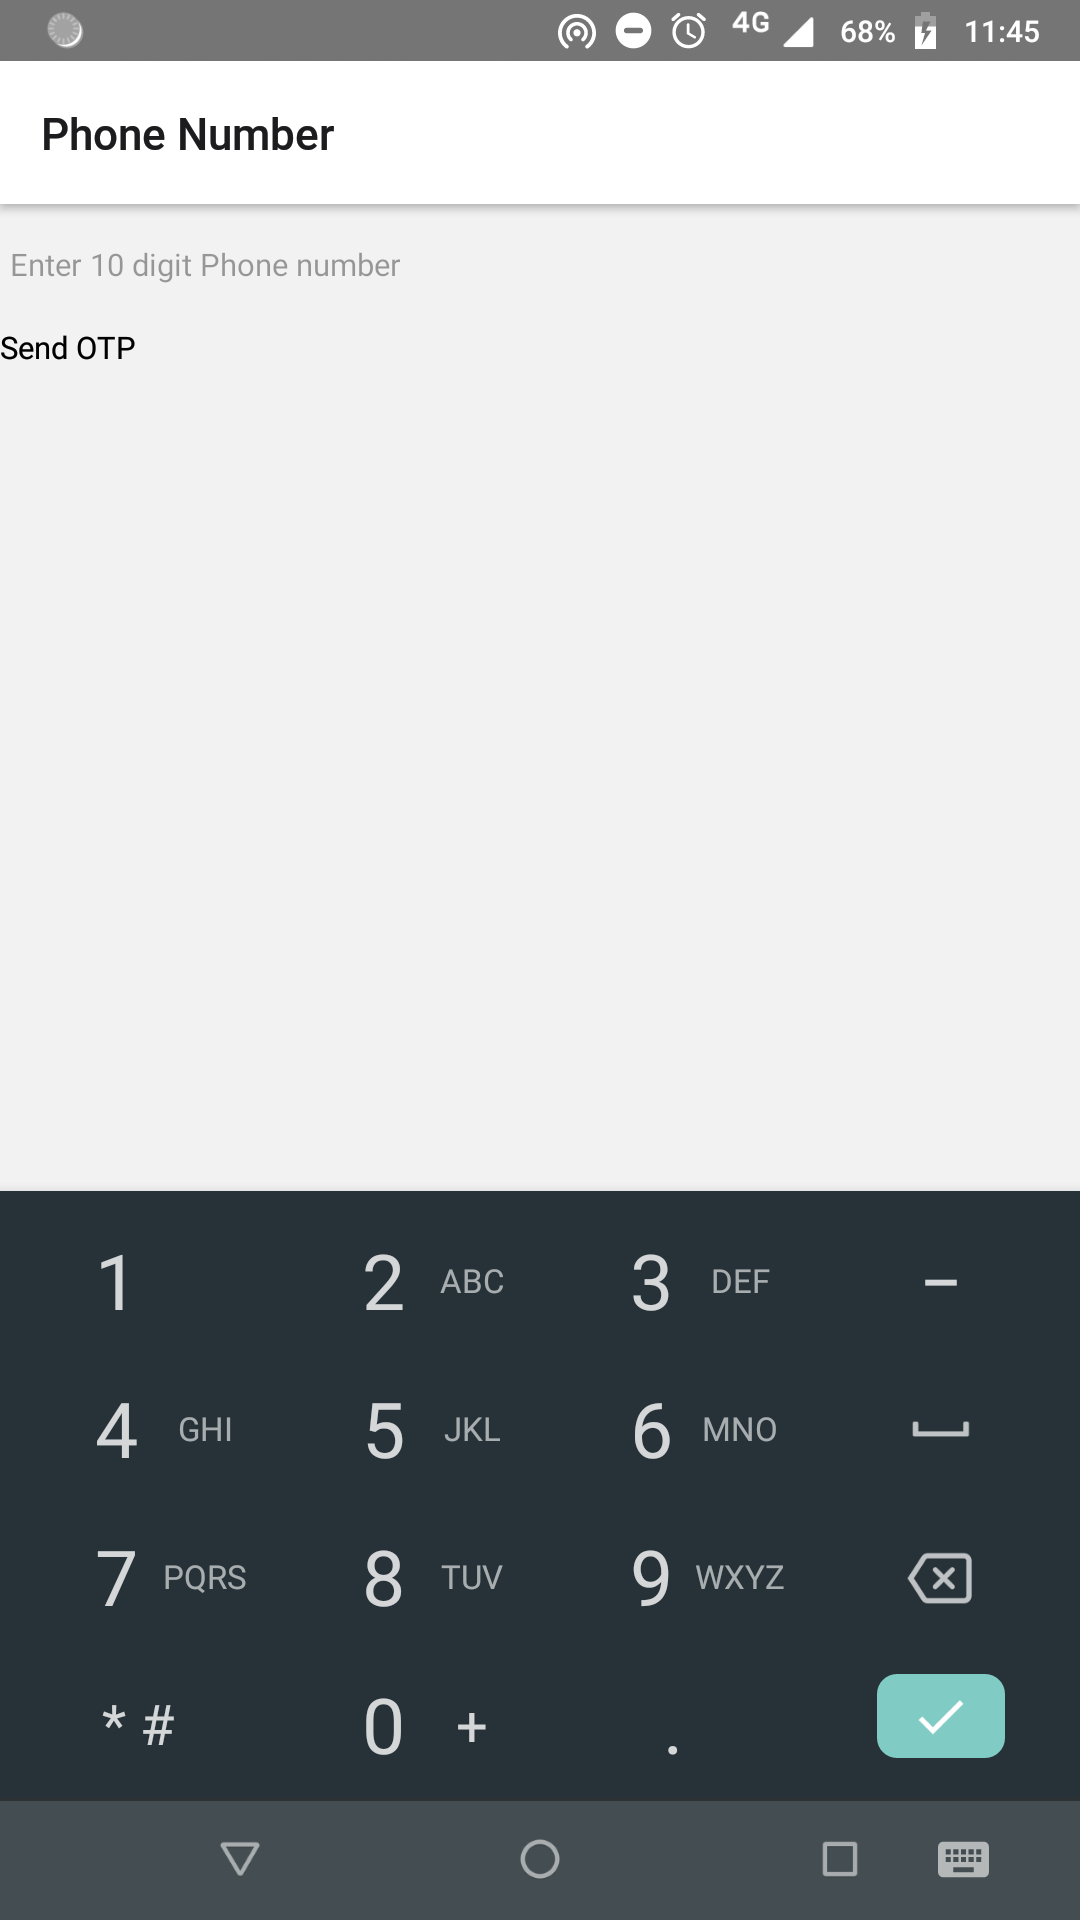 4G 68% 11:45
Phone Number
Enter 10 digit Phone number
Send OTP
1 2 ABC 3 DEF –
4 GHI 5 JKL 6 MNO
7 PQRS 8 TUV 9 WXYZ
* # 0 + .